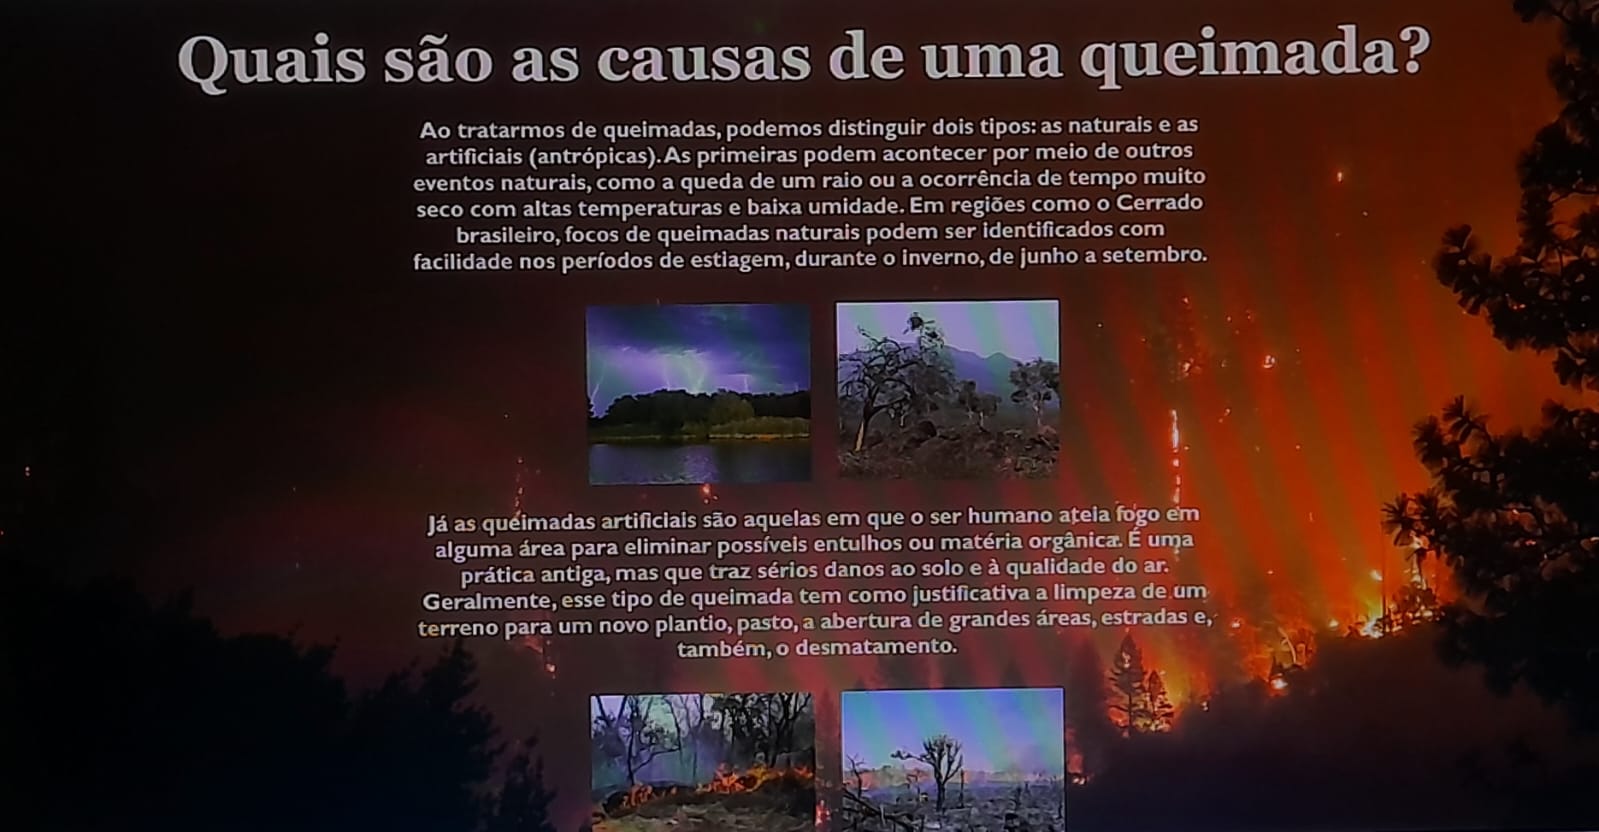 Quais são as causas de uma queimada?
Ao tratarmos de queimadas, podemos distinguir dois tipos: as naturais e as
artificiais (antrópicas). As primeiras podem acontecer por meio de outros
eventos naturais, como a queda de um raio ou a ocorrência de tempo muito
seco com altas temperaturas e baixa umidade. Em regiões como o Cerrado
brasileiro, focos de queimadas naturais podem ser identificados com
facilidade nos períodos de estiagem, durante o inverno, de junho a setembro.
Já as queimadas artificiais são aquelas em que o ser humano ateia fogo em
alguma área para eliminar possíveis entulhos ou matéria orgânica. É uma
prática antiga, mas que traz sérios danos ao solo e à qualidade do ar.
Geralmente, esse tipo de queimada tem como justificativa a limpeza de um
terreno para um novo plantio, pasto, a abertura de grandes áreas, estradas e,
também, o desmatamento.